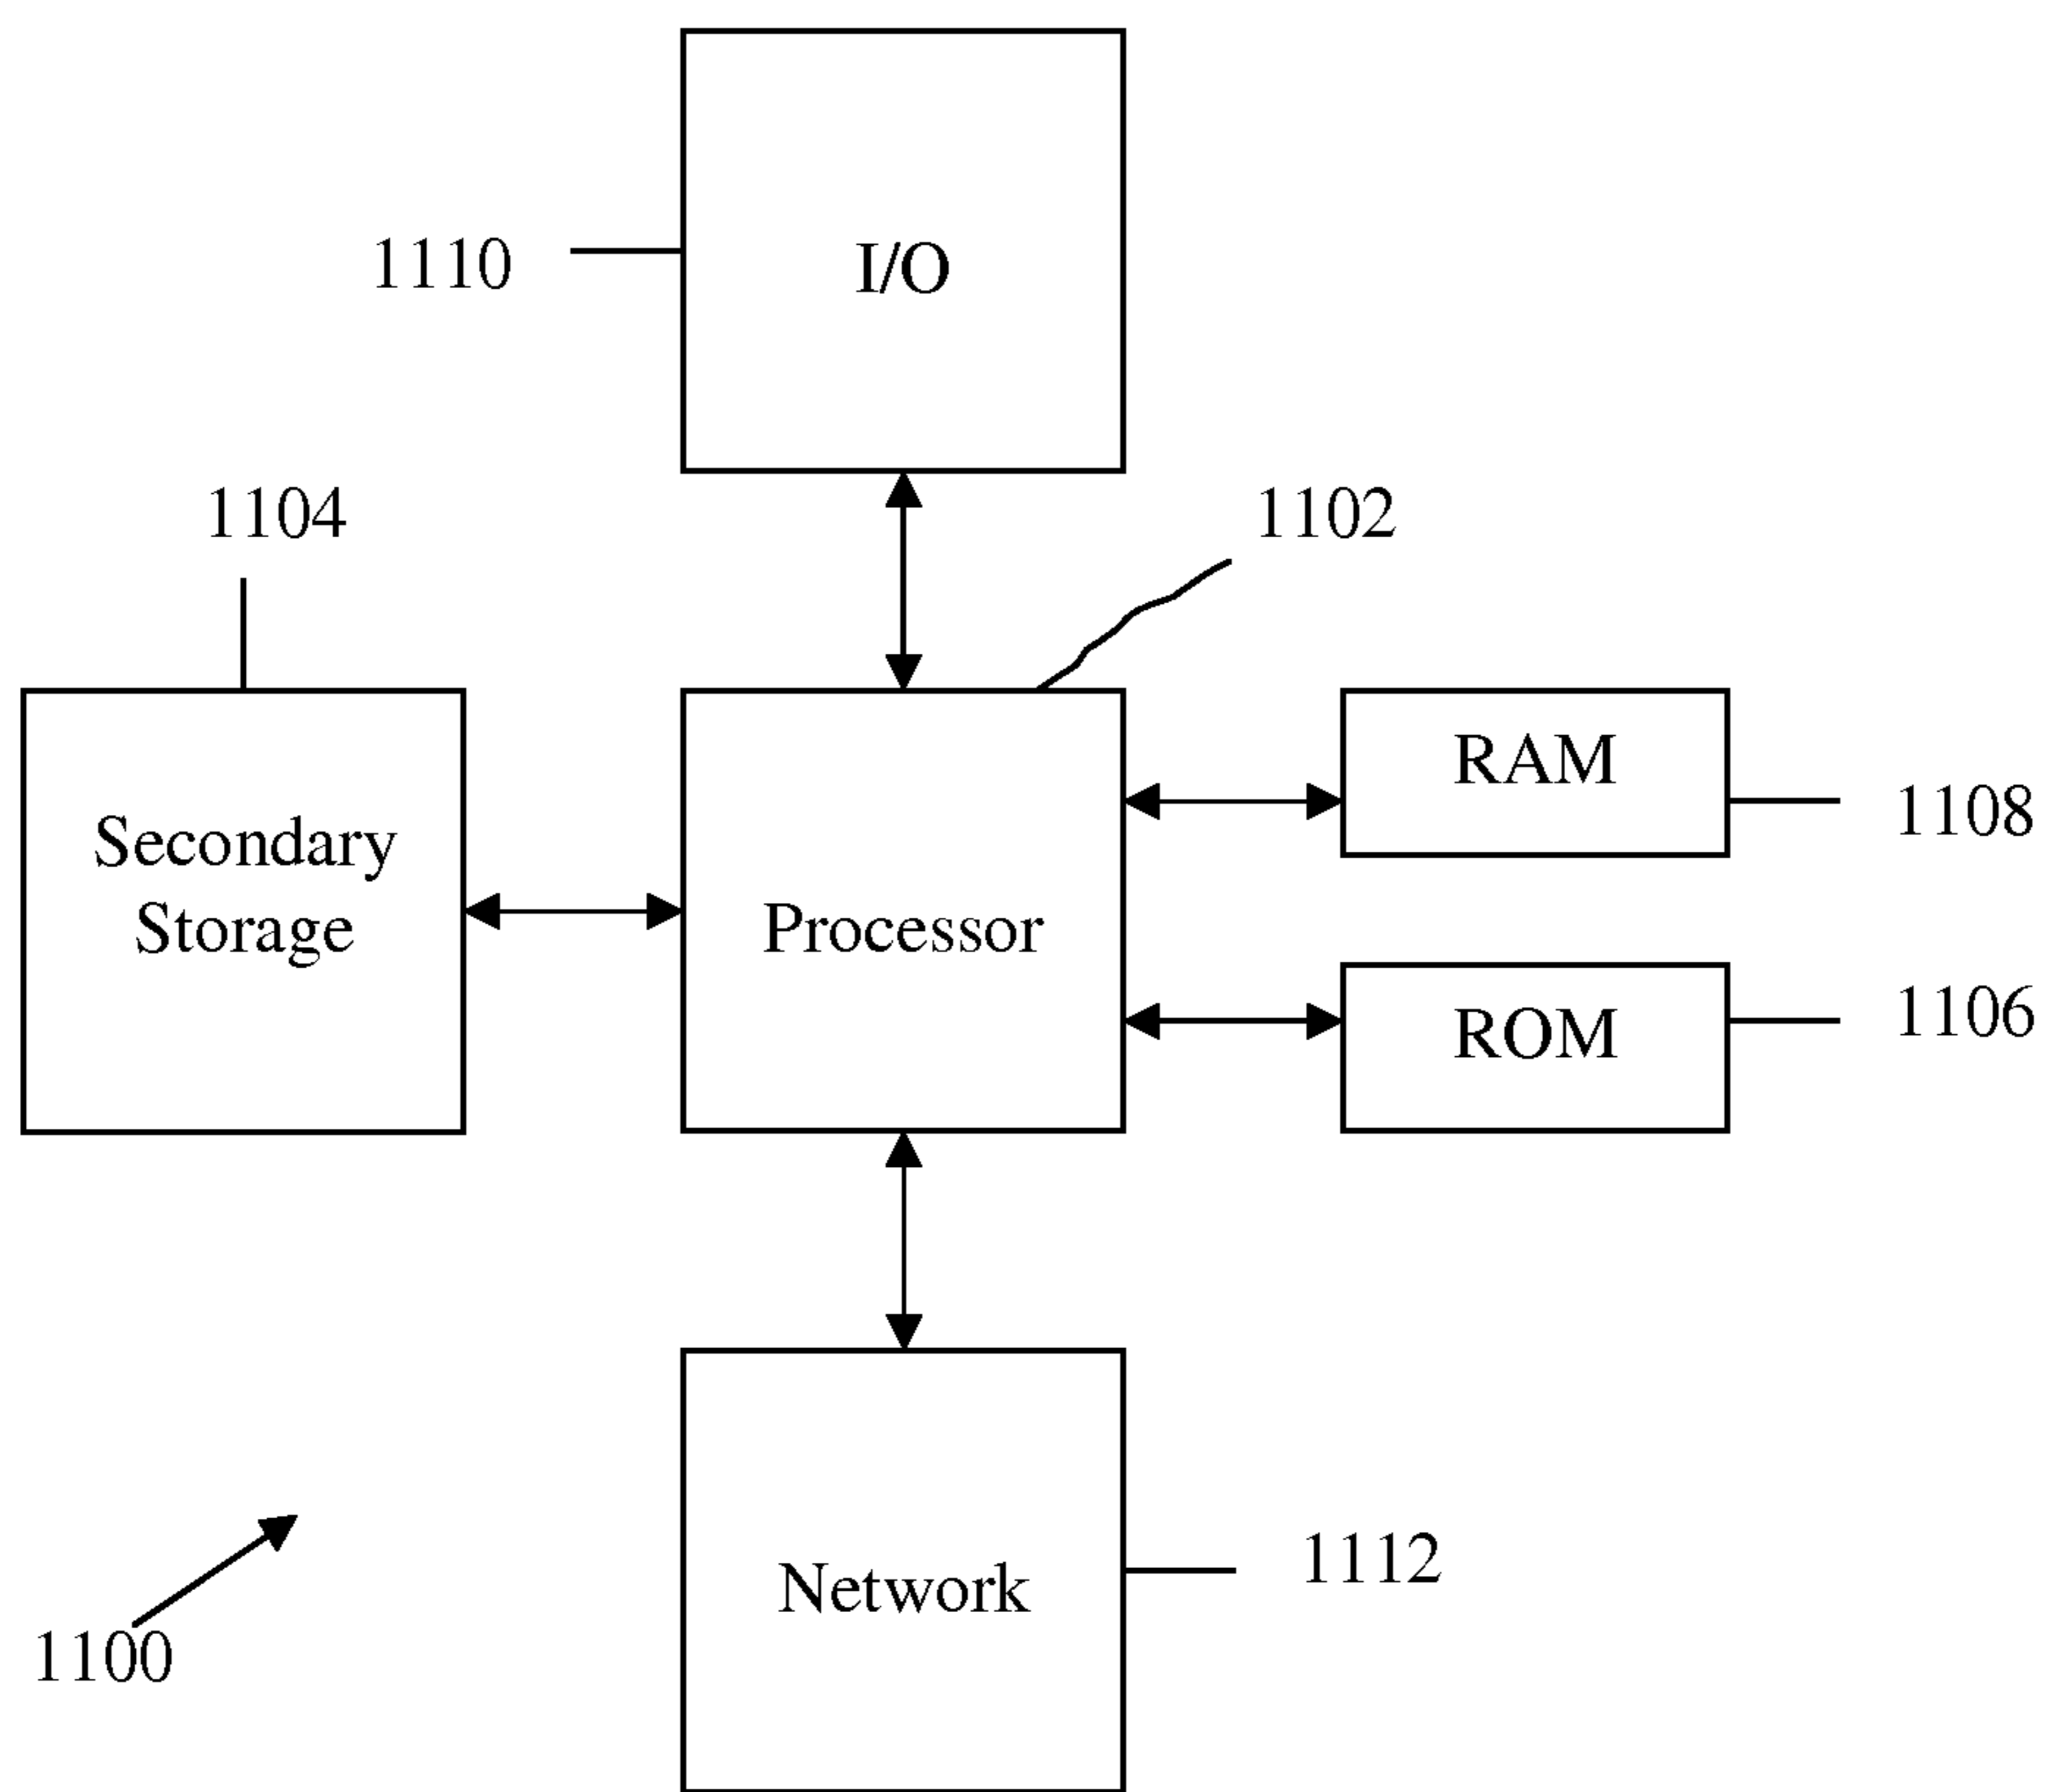 1110
I/O
1104
1102
RAM
1108
Secondary
Storage
Processor
1106
ROM
1112
Network
1100